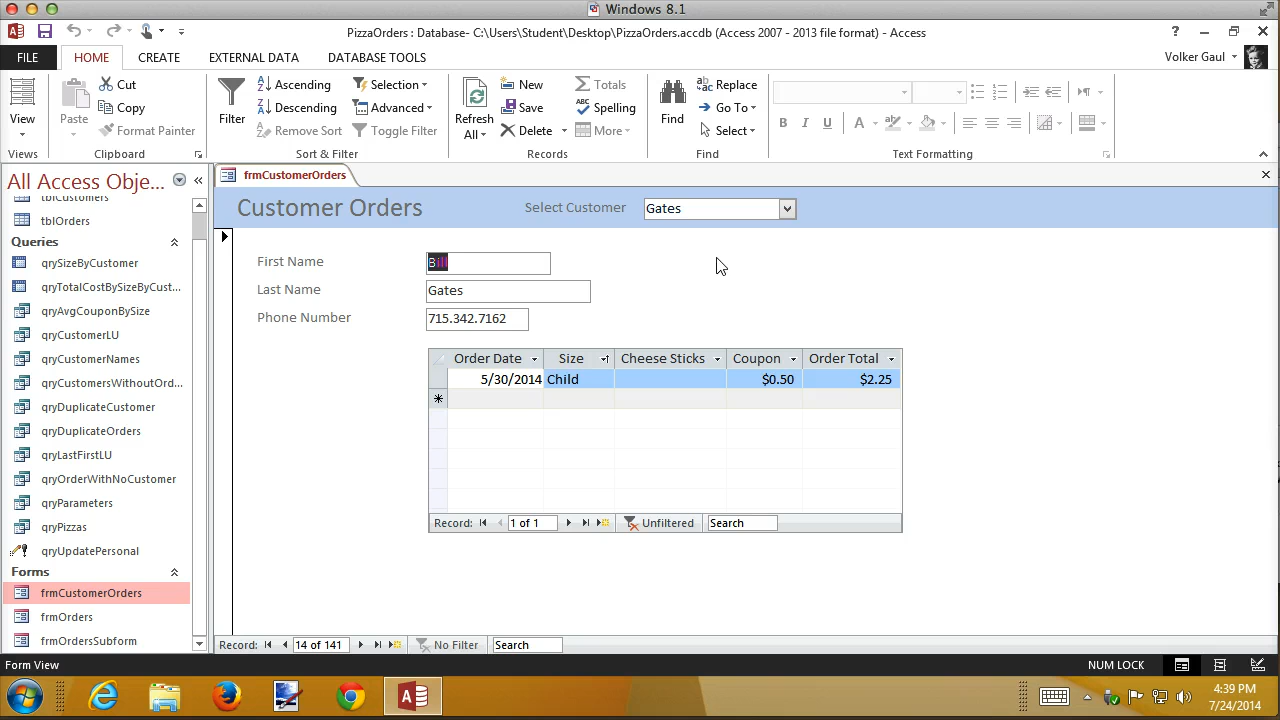 Windows 8.1
PizzaOrders : Database- C:\Users\Student\Desktop\PizzaOrders.accdb (Access 2007 - 2013 file format) - Access
FILE HOME CREATE EXTERNAL DATA DATABASE TOOLS Volker Gaul
View
Views
Paste
Cut
Copy
Format Painter
Clipboard
Filter
Ascending
Descending
Remove Sort
Selection
Advanced
Toggle Filter
Sort & Filter
Refresh
All
New
Save
Delete
Totals
Spelling
More
Records
Find
Replace
Go To
Select
Find
B I U A
Text Formatting
All Access Obje...
tblCustomers
tblOrders
Queries
qrySizeByCustomer
qryTotalCostBySizeByCust...
qryAvgCouponBySize
qryCustomerLU
qryCustomerNames
qryCustomersWithoutOrd...
qryDuplicateCustomer
qryDuplicateOrders
qryLastFirstLU
qryOrderWithNoCustomer
qryParameters
qryPizzas
qryUpdatePersonal
Forms
frmCustomerOrders
frmOrders
frmOrdersSubform
frmCustomerOrders
Customer Orders
Select Customer Gates
First Name Bill
Last Name Gates
Phone Number 715.342.7162
Order Date Size Cheese Sticks Coupon Order Total
5/30/2014 Child $0.50 $2.25
Record: 1 of 1 Unfiltered Search
Record: 14 of 141 No Filter Search
Form View NUM LOCK
4:39 PM
7/24/2014